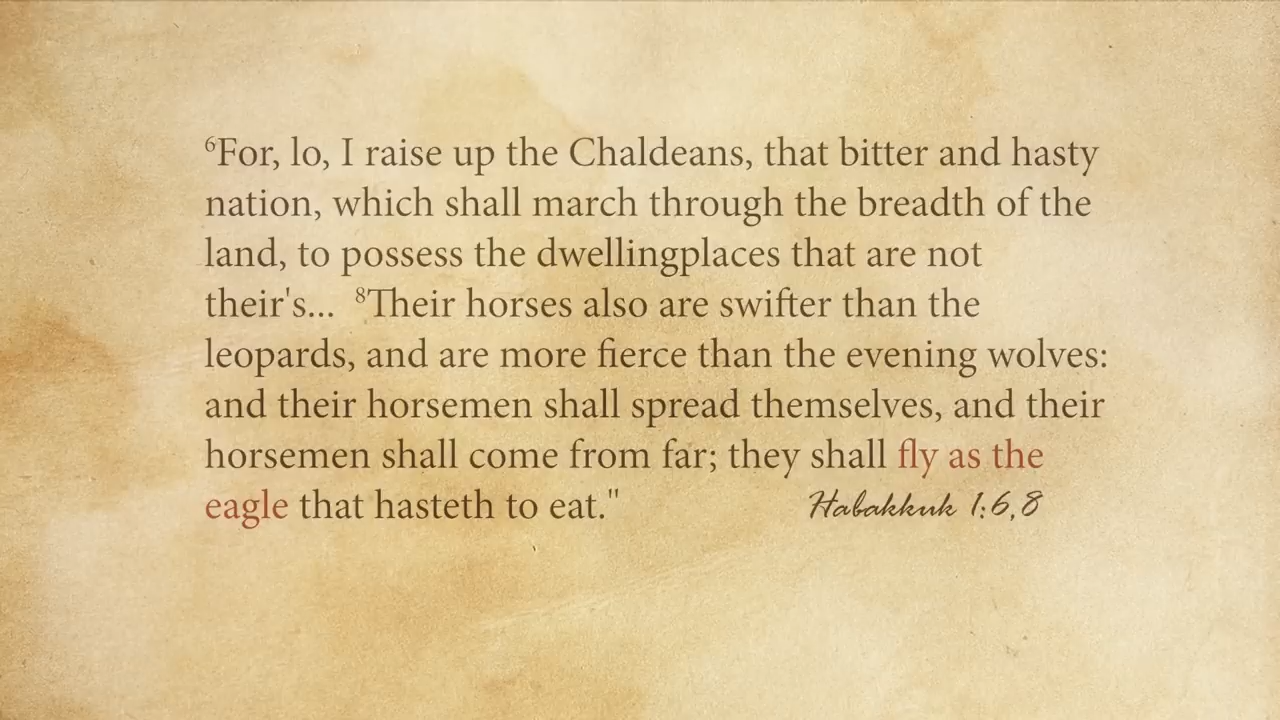 ⁶For, lo, I raise up the Chaldeans, that bitter and hasty
nation, which shall march through the breadth of the
land, to possess the dwellingplaces that are not
their's... ⁸Their horses also are swifter than the
leopards, and are more fierce than the evening wolves:
and their horsemen shall spread themselves, and their
horsemen shall come from far; they shall fly as the
eagle that hasteth to eat."
Habakkuk 1:6,8